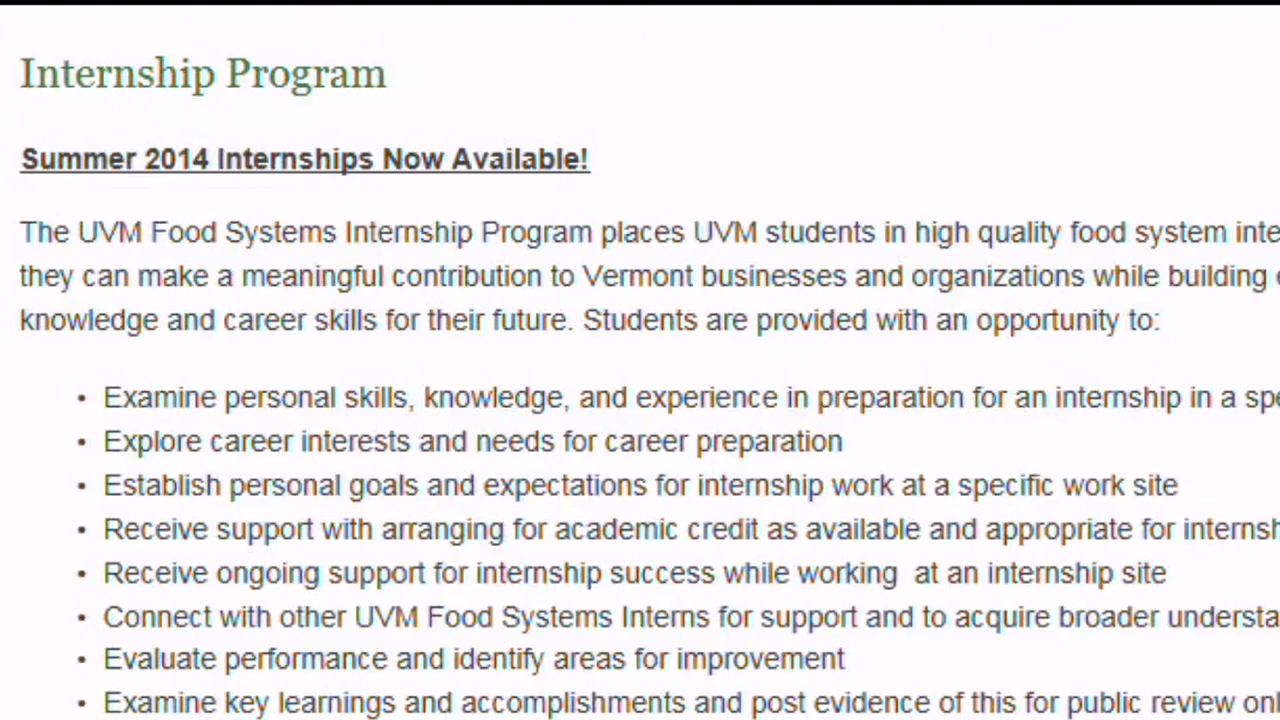 Internship Program
Summer 2014 Internships Now Available!
The UVM Food Systems Internship Program places UVM students in high quality food system
they can make a meaningful contribution to Vermont businesses and organizations while building
knowledge and career skills for their future. Students are provided with an opportunity to:
• Examine personal skills, knowledge, and experience in preparation for an internship in a
• Explore career interests and needs for career preparation
• Establish personal goals and expectations for internship work at a specific work site
• Receive support with arranging for academic credit as available and appropriate for
• Receive ongoing support for internship success while working at an internship site
• Connect with other UVM Food Systems Interns for support and to acquire broader
• Evaluate performance and identify areas for improvement
• Examine key learnings and accomplishments and post evidence of this for public review